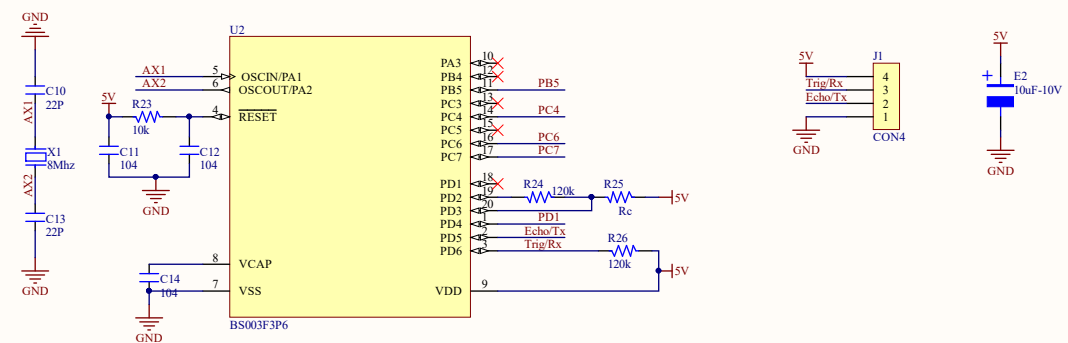 GND
C10
22P
AX1
X1
8Mhz
AX2
C13
22P
GND
5V
R23
10k
C11
104
C12
104
GND
C14
104
GND
U2
AX1
5
OSCIN/PA1
AX2
6
OSCOUT/PA2
4
RESET
8
VCAP
7
VSS
BS003F3P6
PA3
10
PB4
12
PB5
PB5
PC3
13
PC4
14
PC4
PC5
15
PC6
16
PC6
PC7
17
PC7
PD1
18
PD2
19
PD3
20
PD4
1
PD1
PD5
2
Echo/Tx
PD6
3
Trig/Rx
VDD
9
R24
120k
R25
Rc
5V
R26
120k
5V
J1
5V
4
Trig/Rx
3
Echo/Tx
2
1
CON4
GND
5V
+
E2
10uF-10V
GND